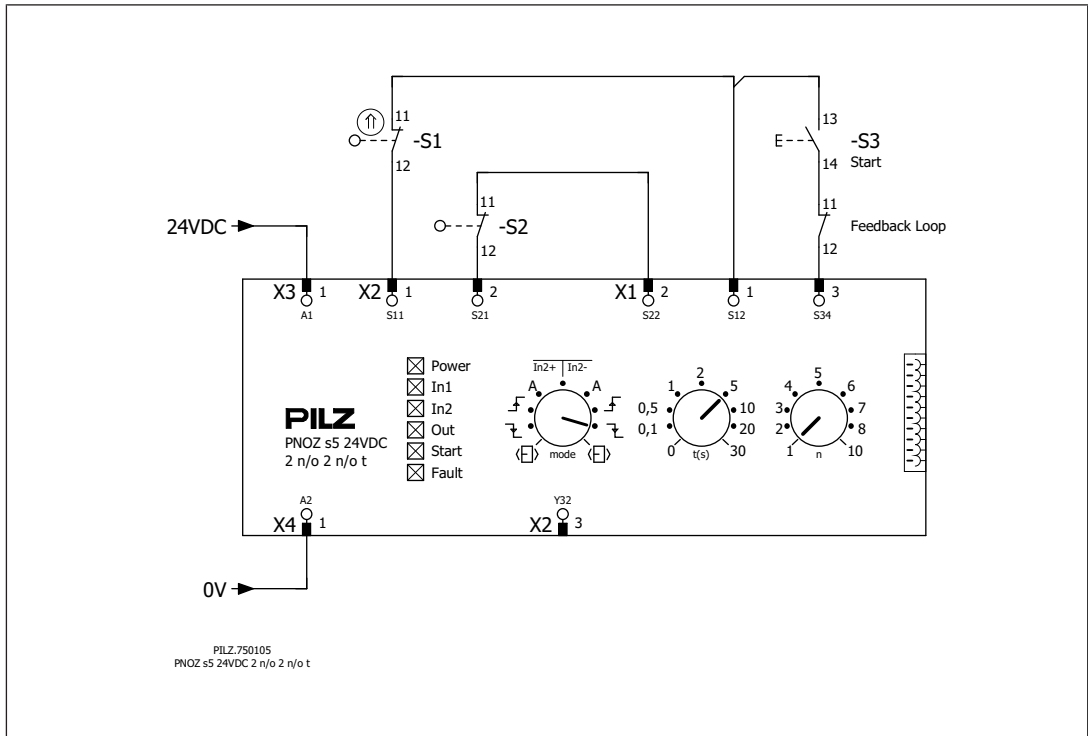 11
-S1
12
13
-S3
14
Start
11
-S2
12
11
Feedback Loop
12
24VDC
X3 1
A1
X2 1
S11
2
S21
X1 2
S22
1
S12
3
S34
Power
In1
In2
Out
Start
Fault
In2+ In2-
A A
mode
0 0,1 0,5 1 2 5 10 20 30
t(s)
1 2 3 4 5 6 7 8 10
n
PILZ
PNOZ s5 24VDC
2 n/o 2 n/o t
A2
X4 1
Y32
X2 3
0V
PILZ.750105
PNOZ s5 24VDC 2 n/o 2 n/o t